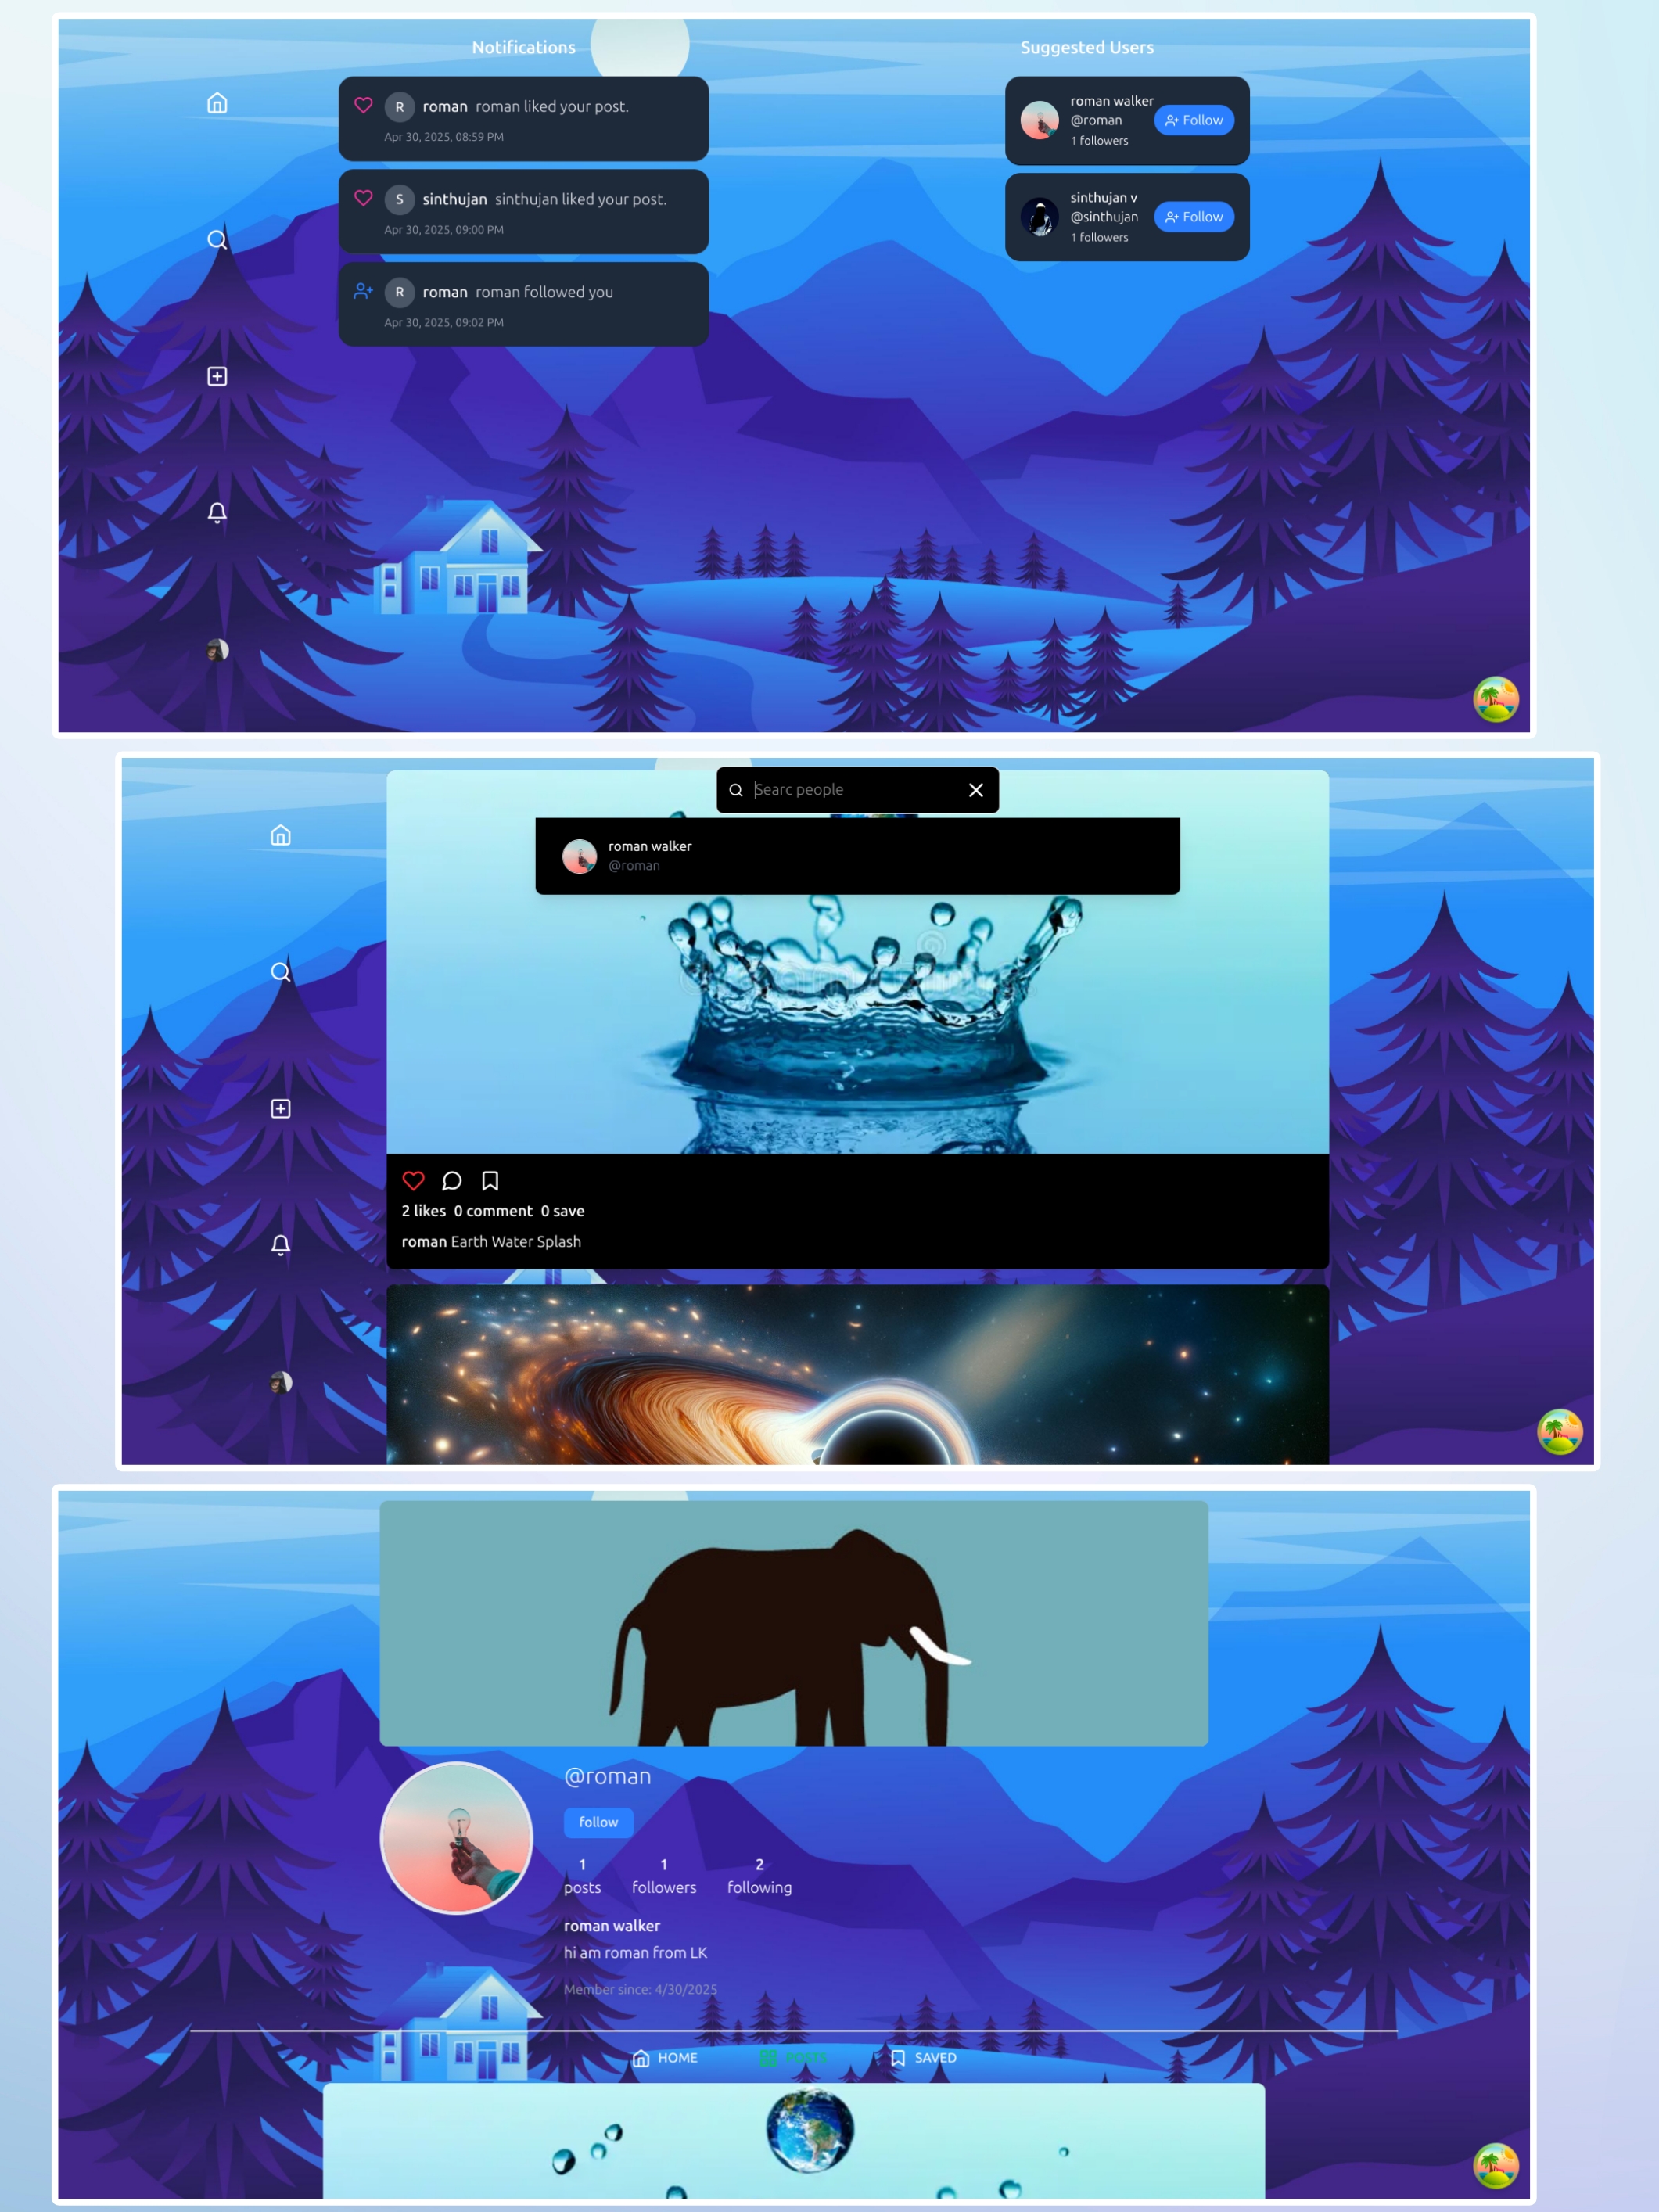 Notifications
Suggested Users
roman roman liked your post.
Apr 30, 2025, 08:59 PM
sinthujan sinthujan liked your post.
Apr 30, 2025, 09:00 PM
roman roman followed you
Apr 30, 2025, 09:02 PM
R
S
R
roman walker
@roman
1 followers
Follow
sinthujan v
@sinthujan
1 followers
Follow
Searc people
roman walker
@roman
2 likes 0 comment 0 save
roman Earth Water Splash
@roman
follow
1 1 2
posts followers following
roman walker
hi am roman from LK
Member since: 4/30/2025
HOME SAVED